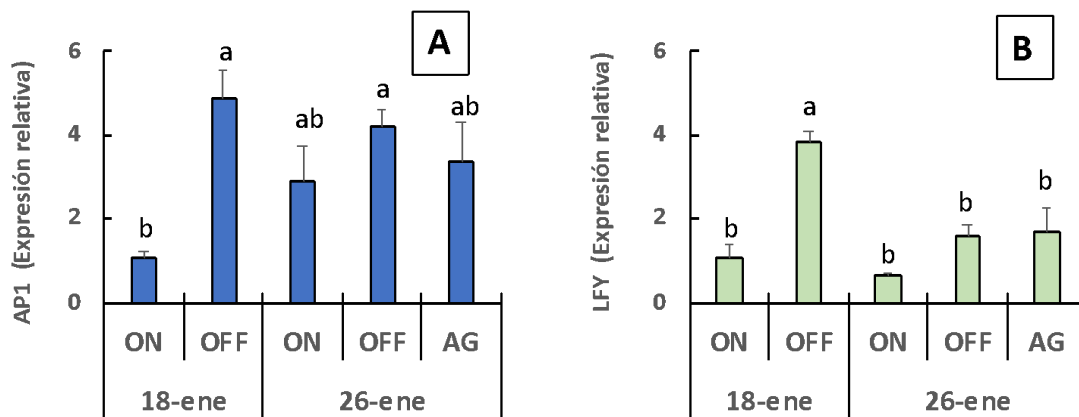 A
AP1 (Expresión relativa)
6
4
2
0
b
a
ab
a
ab
ON OFF ON OFF AG
18-ene 26-ene
B
LFY (Expresión relativa)
6
4
2
0
b
a
b
b
b
ON OFF ON OFF AG
18-ene 26-ene